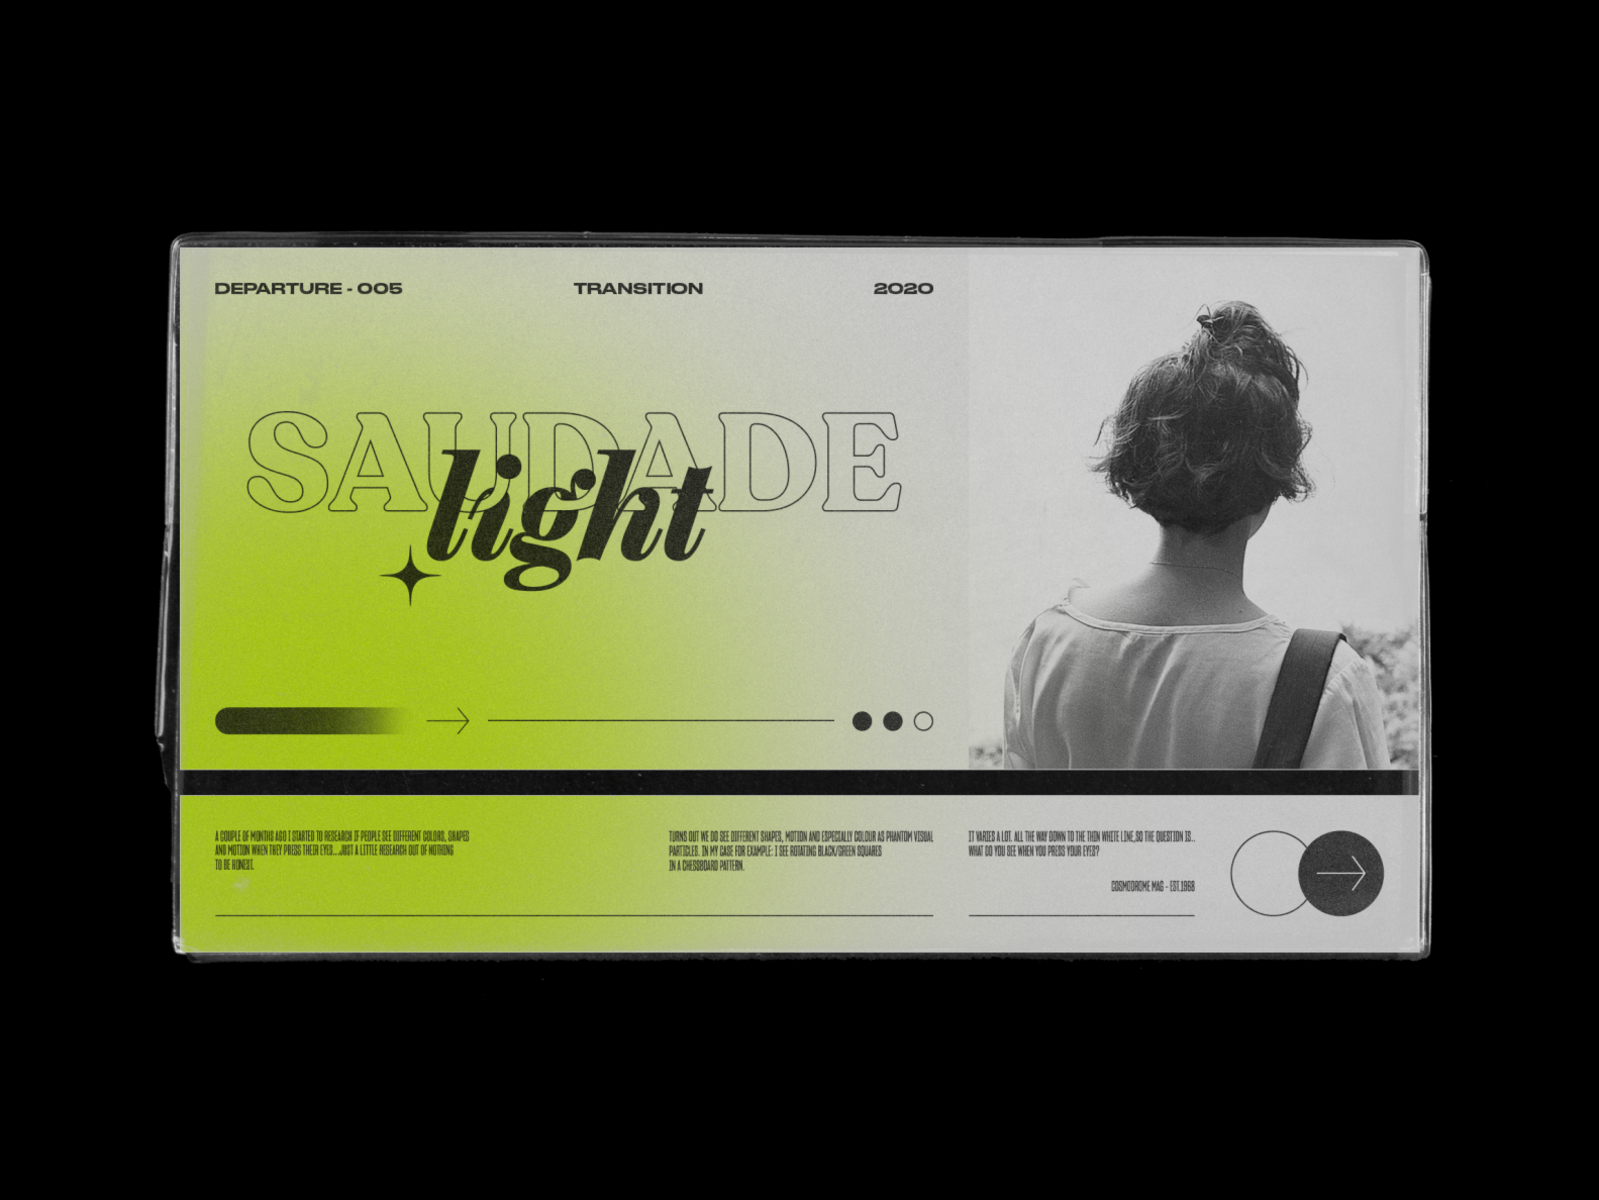 DEPARTURE - 005
TRANSITION
2020
SAUDADE
light
A COUPLE OF MONTHS AGO I STARTED TO RESEARCH IF PEOPLE SEE DIFFERENT COLORS, SHAPES
AND MOTION WHEN THEY PRESS THEIR EYES....JUST A LITTLE RESEARCH OUT OF NOTHING
TO BE HONEST.
TURNS OUT WE DO SEE DIFFERENT SHAPES, MOTION AND ESPECIALLY COLOUR AS PHANTOM VISUAL
PARTICLES. IN MY CASE FOR EXAMPLE: I SEE ROTATING BLACK/GREEN SQUARES
IN A CHESSBOARD PATTERN.
IT VARIES A LOT. ALL THE WAY DOWN TO THE THIN WHITE LINE,SO THE QUESTION IS..
WHAT DO YOU SEE WHEN YOU PRESS YOUR EYES?
COSMODROME MAG - EST.1968